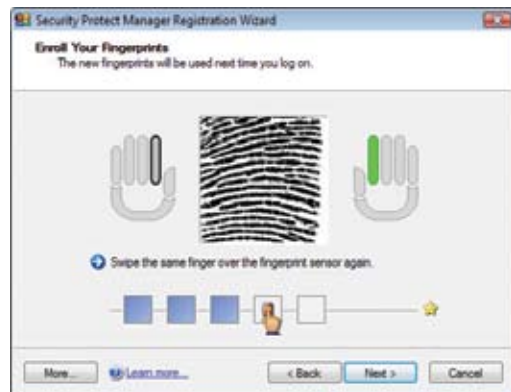 Security Protect Manager Registration Wizard
Enroll Your Fingerprints
The new fingerprints will be used next time you log on.
Swipe the same finger over the fingerprint sensor again.
More... Learn more... < Back Next > Cancel